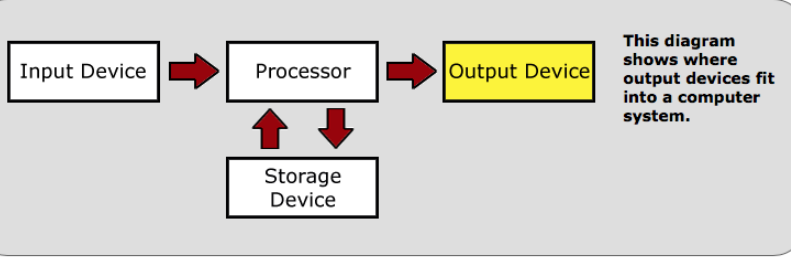 Input Device
Processor
Output Device
Storage
Device
This diagram
shows where
output devices fit
into a computer
system.